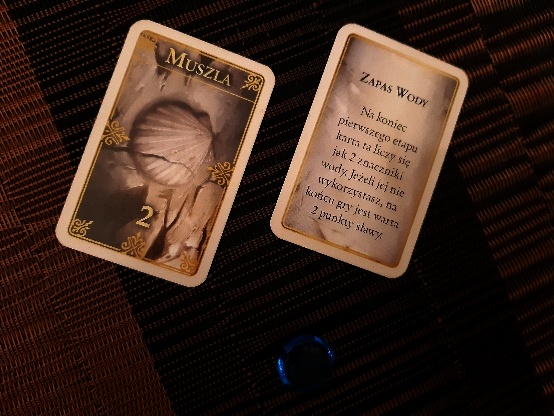 MUSZLA
2
ZAPAS WODY
Na koniec
pierwszego etapu
karta ta liczy się
jak 2 znaczniki
wody. Jeżeli jej nie
wykorzystasz, na
końcu gry jest warta
2 punkty sławy.